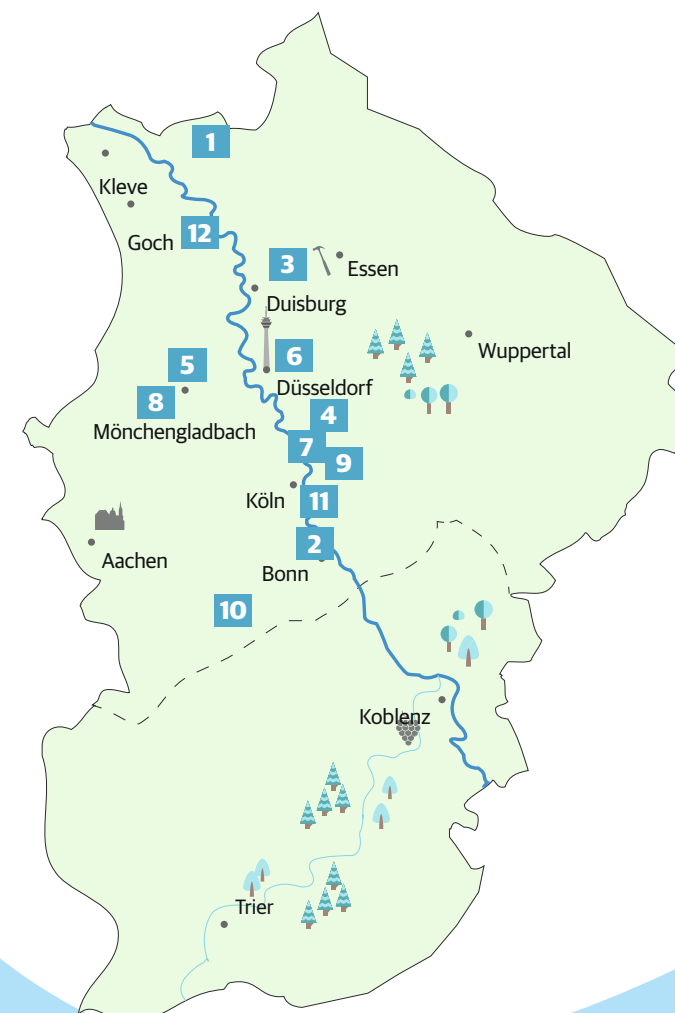 1
Kleve
12
Goch
3
Essen
Duisburg
Wuppertal
6
5
Düsseldorf
8
4
Mönchengladbach
7
9
Köln
11
2
Aachen
Bonn
10
Koblenz
Trier